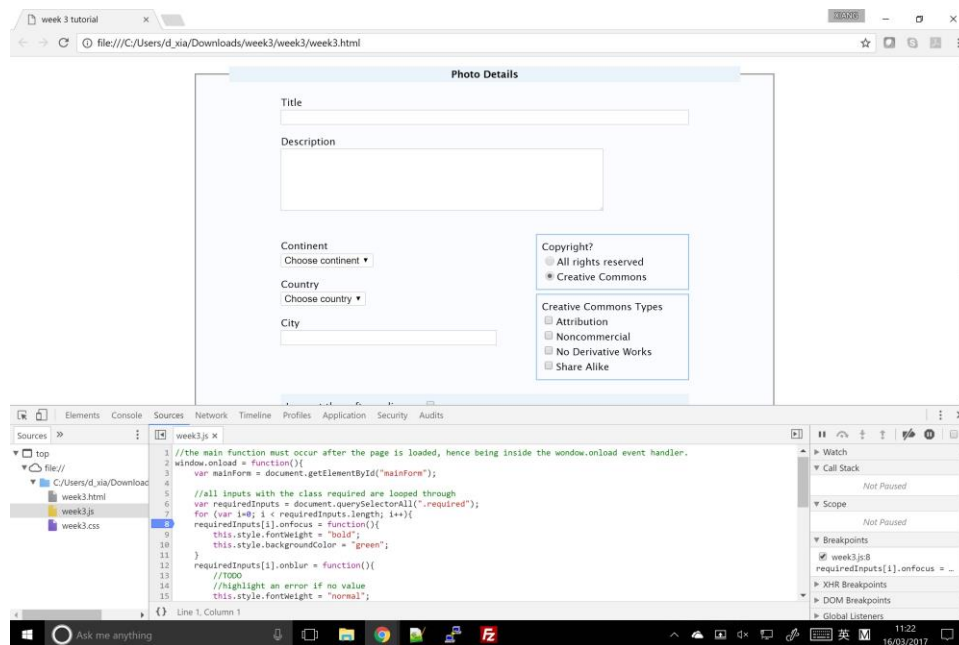 week 3 tutorial
XIANG
file:///C:/Users/d_xia/Downloads/week3/week3/week3.html
Photo Details
Title
Description
Continent
Choose continent
Country
Choose country
City
Copyright?
All rights reserved
Creative Commons
Creative Commons Types
Attribution
Noncommercial
No Derivative Works
Share Alike
Elements Console Sources Network Timeline Profiles Application Security Audits
Sources
top
file://
C:/Users/d_xia/Download
week3.html
week3.js
week3.css
week3.js
1 //the main function must occur after the page is loaded, hence being inside the wondow.onload event handler.
2 window.onload = function(){
3 var mainForm = document.getElementById("mainForm");
4
5 //all inputs with the class required are looped through
6 var requiredInputs = document.querySelectorAll(".required");
7 for (var i=0; i < requiredInputs.length; i++){
8 requiredInputs[i].onfocus = function(){
9 this.style.fontWeight = "bold";
10 this.style.backgroundColor = "green";
11 }
12 requiredInputs[i].onblur = function(){
13 //TODO
14 //highlight an error if no value
15 this.style.fontWeight = "normal";
{} Line 1, Column 1
Watch
Call Stack
Not Paused
Scope
Not Paused
Breakpoints
week3.js:8
requiredInputs[i].onfocus = …
XHR Breakpoints
DOM Breakpoints
Global Listeners
Ask me anything
英
M
11:22
16/03/2017